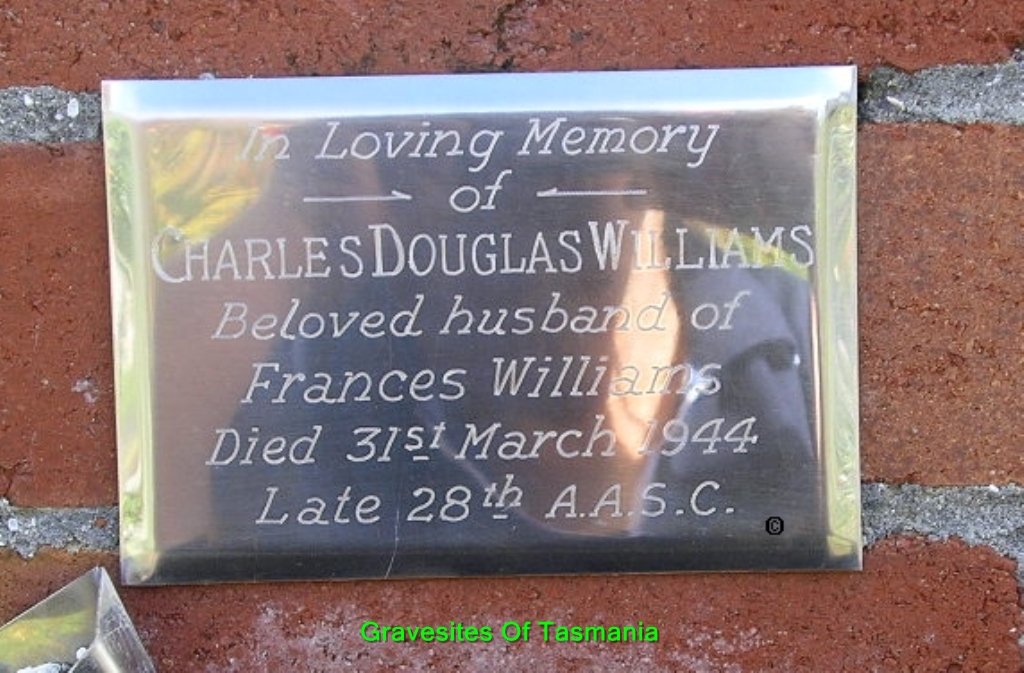 In Loving Memory
of
CHARLES DOUGLAS WILLIAMS
Beloved husband of
Frances Williams
Died 31st March 1944
Late 28th A.A.S.C.
©
Gravesites Of Tasmania